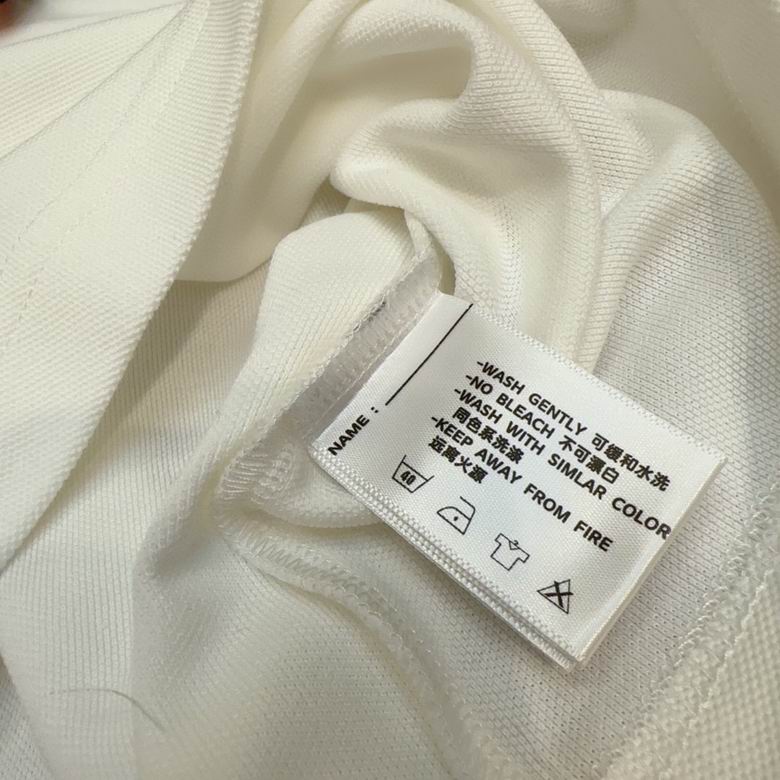 NAME :
-WASH GENTLY 可缓和水洗
-NO BLEACH 不可漂白
-WASH WITH SIMLAR COLOR
同色系洗涤
-KEEP AWAY FROM FIRE
远离火源
40